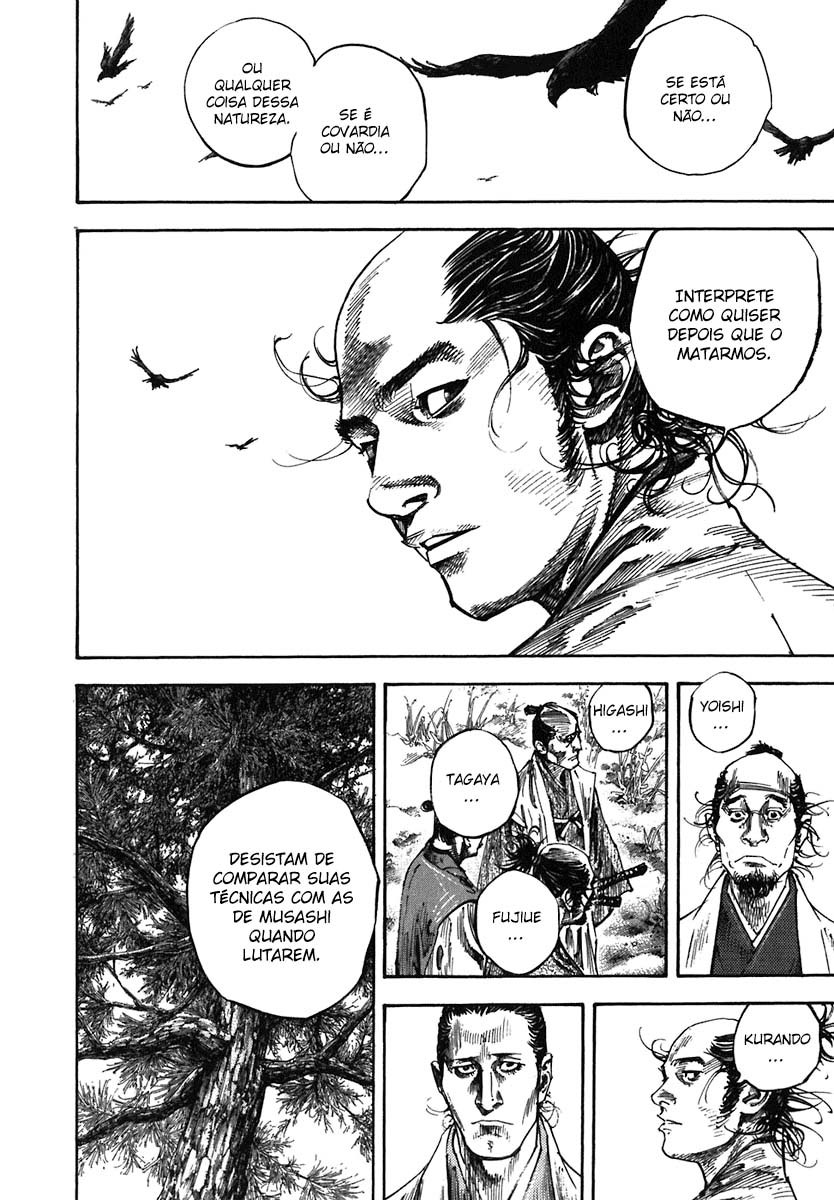 SE ESTÁ
CERTO OU
NÃO...
SE É
COVARDIA
OU NÃO...
OU
QUALQUER
COISA DESSA
NATUREZA.
INTERPRETE
COMO QUISER
DEPOIS QUE O
MATARMOS.
YOISHI
...
HIGASHI
...
TAGAYA
...
FUJIUE
...
KURANDO
...
DESISTAM DE
COMPARAR SUAS
TÉCNICAS COM AS
DE MUSASHI
QUANDO
LUTAREM.